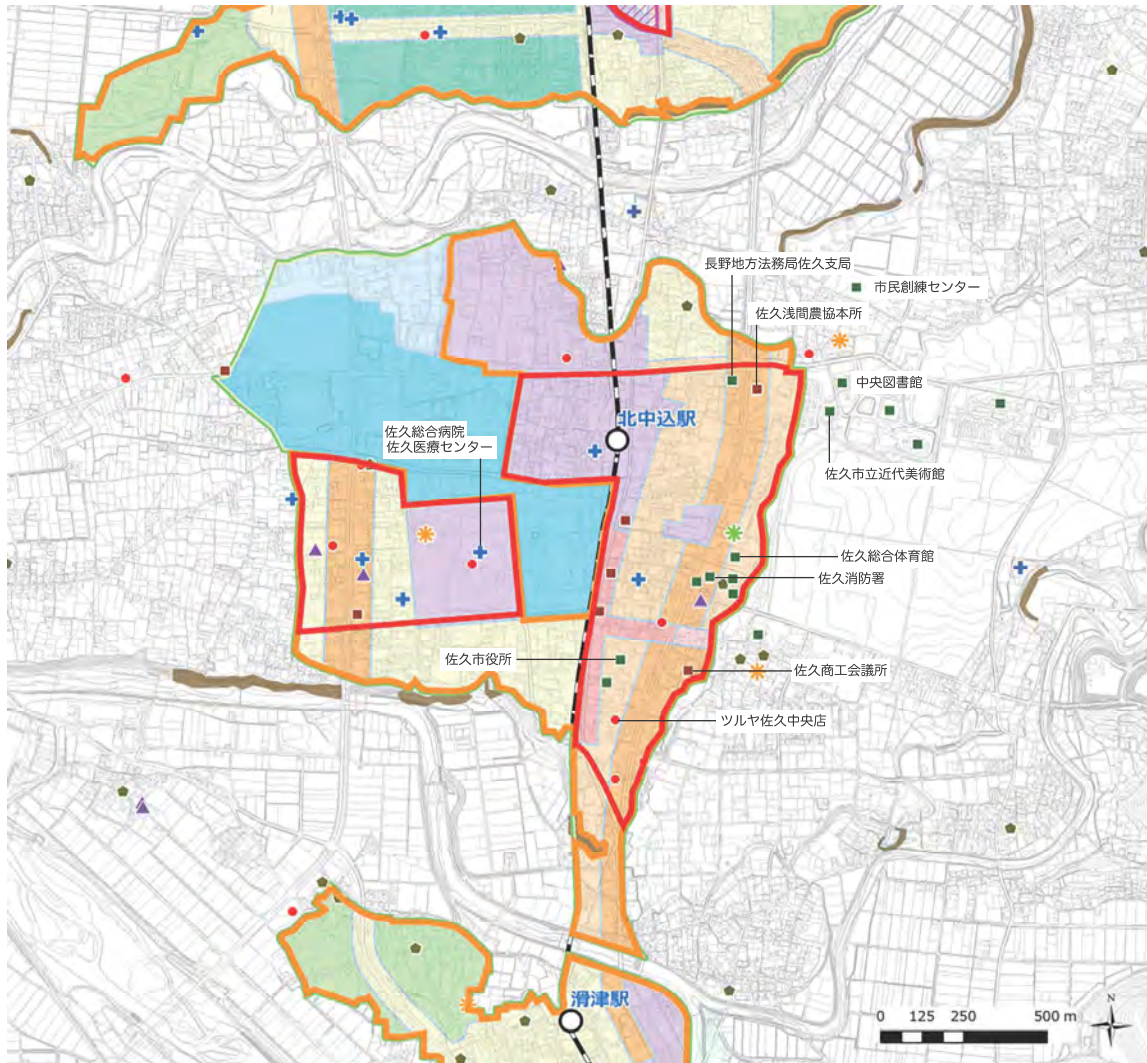 長野地方法務局佐久支局
市民創練センター
佐久浅間農協本所
中央図書館
北中込駅
佐久総合病院
佐久医療センター
佐久市立近代美術館
佐久総合体育館
佐久消防署
佐久市役所
佐久商工会議所
ツルヤ佐久中央店
滑津駅
N
0 125 250 500 m